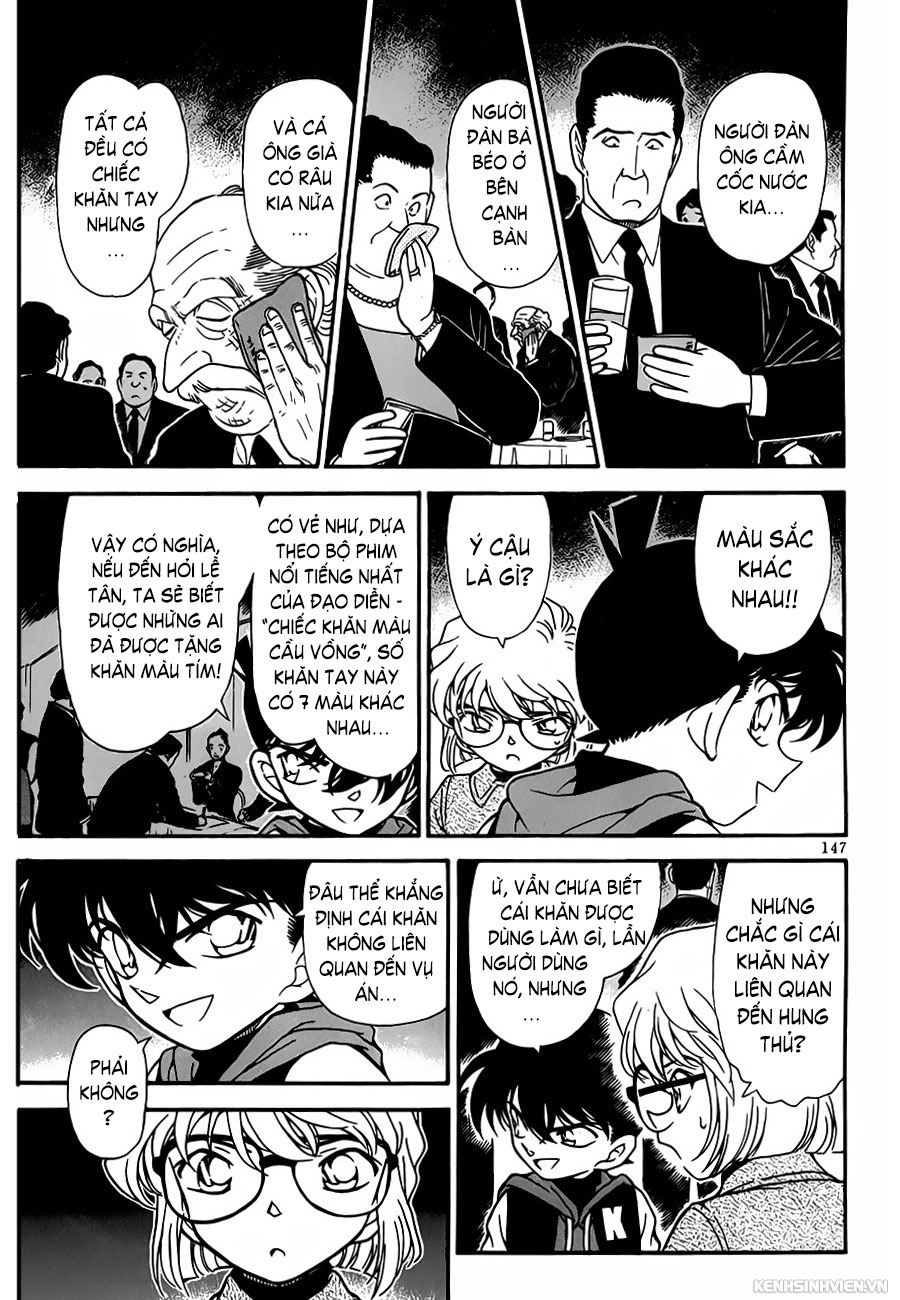 NGƯỜI ĐÀN
ÔNG CẦM
CỐC NƯỚC
KIA...
NGƯỜI
ĐÀN BÀ
BÉO Ở
BÊN
CẠNH
BÀN
VÀ CẢ
ÔNG GIÀ
CÓ RÂU
KIA NỮA
...
TẤT CẢ
ĐỀU CÓ
CHIẾC
KHĂN TAY
NHƯNG
...
MÀU SẮC
KHÁC
NHAU!!
Ý CẬU
LÀ GÌ?
CÓ VẺ NHƯ, DỰA
THEO BỘ PHIM
NỔI TIẾNG NHẤT
CỦA ĐẠO DIỄN -
"CHIẾC KHĂN MÀU
CẦU VỒNG", SỐ
KHĂN TAY NÀY
CÓ 7 MÀU KHÁC
NHAU...
VẬY CÓ NGHĨA,
NẾU ĐẾN HỎI LỄ
TÂN, TA SẼ BIẾT
ĐƯỢC NHỮNG AI
ĐÃ ĐƯỢC TẶNG
KHĂN MÀU TÍM!
147
NHƯNG
CHẮC GÌ CÁI
KHĂN NÀY
LIÊN QUAN
ĐẾN HUNG
THỦ?
Ừ, VẪN CHƯA BIẾT
CÁI KHĂN ĐƯỢC
DÙNG LÀM GÌ, LẪN
NGƯỜI DÙNG
NÓ, NHƯNG
...
K
ĐÂU THỂ KHẲNG
ĐỊNH CÁI KHĂN
KHÔNG LIÊN
QUAN ĐẾN VỤ
ÁN...
PHẢI
KHÔNG
?
KENHSINHVIEN.VN